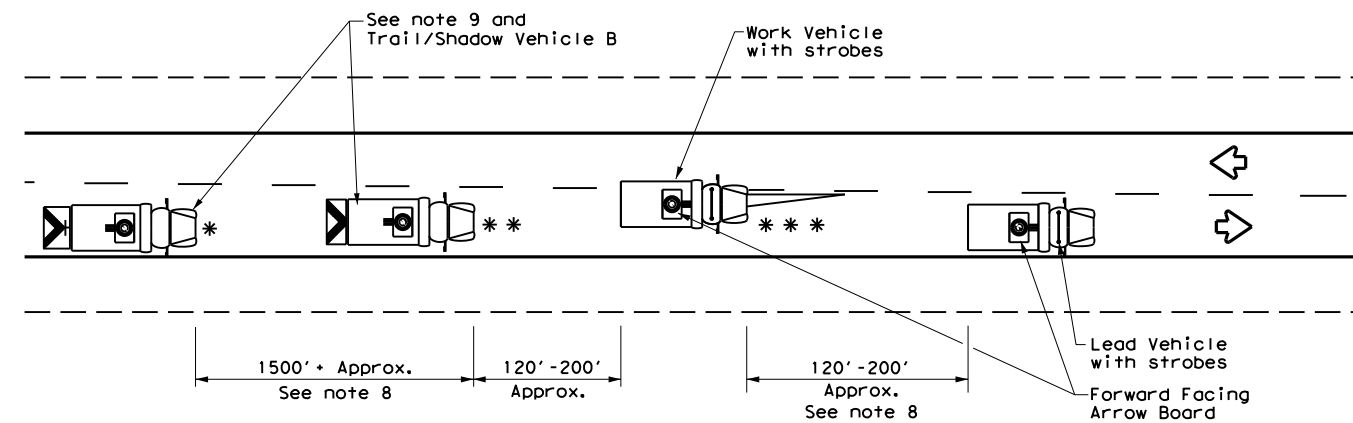 See note 9 and
Trail/Shadow Vehicle B
Work Vehicle
with strobes
*
* *
* * *
1500'+ Approx.
See note 8
120'-200'
Approx.
120'-200'
Approx.
See note 8
Lead Vehicle
with strobes
Forward Facing
Arrow Board